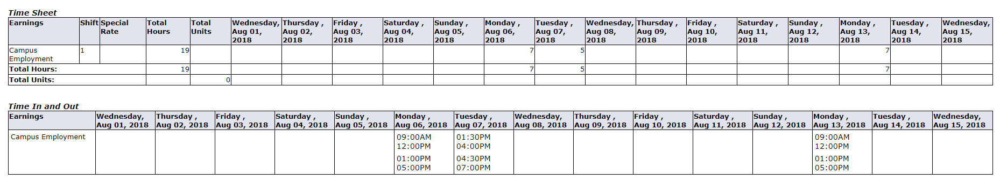 Time Sheet
Earnings Shift Special Rate Total Hours Total Units Wednesday, Aug 01, 2018 Thursday , Aug 02, 2018 Friday , Aug 03, 2018 Saturday , Aug 04, 2018 Sunday , Aug 05, 2018 Monday , Aug 06, 2018 Tuesday , Aug 07, 2018 Wednesday, Aug 08, 2018 Thursday , Aug 09, 2018 Friday , Aug 10, 2018 Saturday , Aug 11, 2018 Sunday , Aug 12, 2018 Monday , Aug 13, 2018 Tuesday , Aug 14, 2018 Wednesday, Aug 15, 2018
Campus Employment 1 19 7 5 7
Total Hours: 19 7 5 7
Total Units: 0
Time In and Out
Earnings Wednesday, Aug 01, 2018 Thursday , Aug 02, 2018 Friday , Aug 03, 2018 Saturday , Aug 04, 2018 Sunday , Aug 05, 2018 Monday , Aug 06, 2018 Tuesday , Aug 07, 2018 Wednesday, Aug 08, 2018 Thursday , Aug 09, 2018 Friday , Aug 10, 2018 Saturday , Aug 11, 2018 Sunday , Aug 12, 2018 Monday , Aug 13, 2018 Tuesday , Aug 14, 2018 Wednesday, Aug 15, 2018
Campus Employment 09:00AM 01:30PM 09:00AM
12:00PM 04:00PM 12:00PM
01:00PM 04:30PM 01:00PM
05:00PM 07:00PM 05:00PM